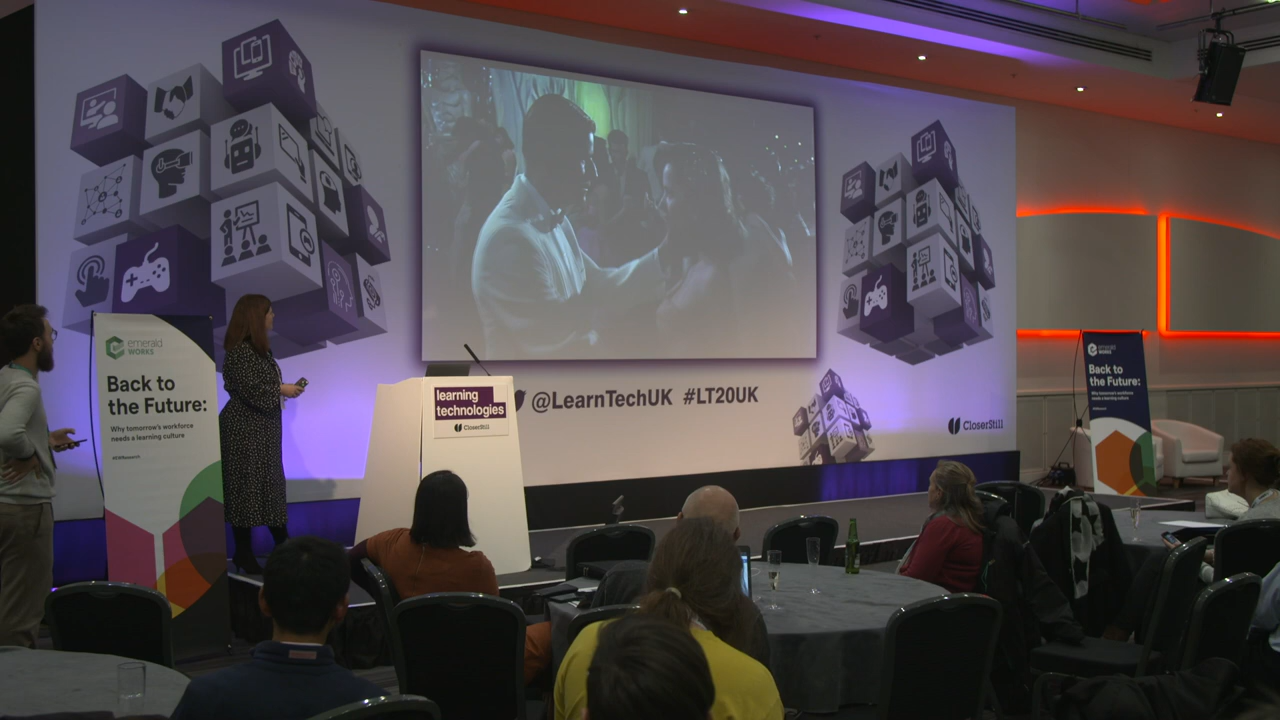 emerald
WORKS
Back to
the Future:
Why tomorrow's workforce
needs a learning culture
learning
technologies
CloserStill
@LearnTechUK #LT20UK
CloserStill
emerald
WORKS
Back to
the Future:
Why tomorrow's workforce
needs a learning culture